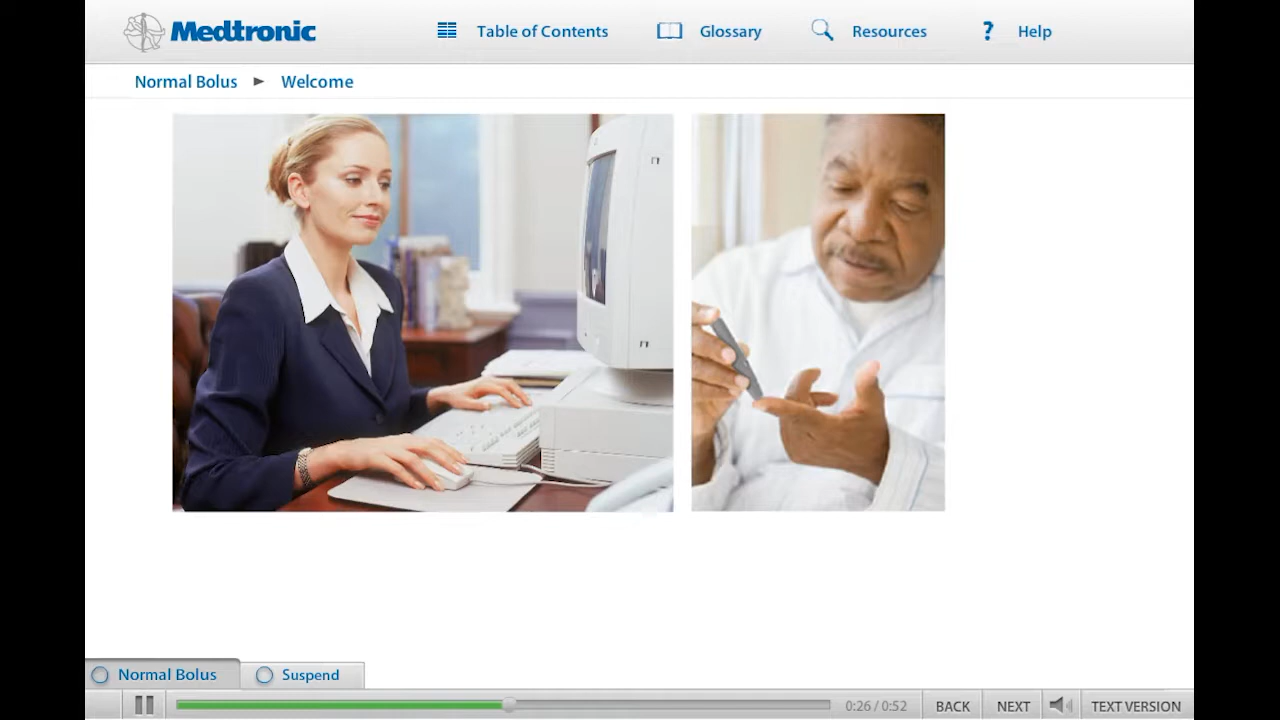 Medtronic
Table of Contents
Glossary
Resources
? Help
Normal Bolus ► Welcome
Normal Bolus
Suspend
0:26 / 0:52
BACK
NEXT
TEXT VERSION